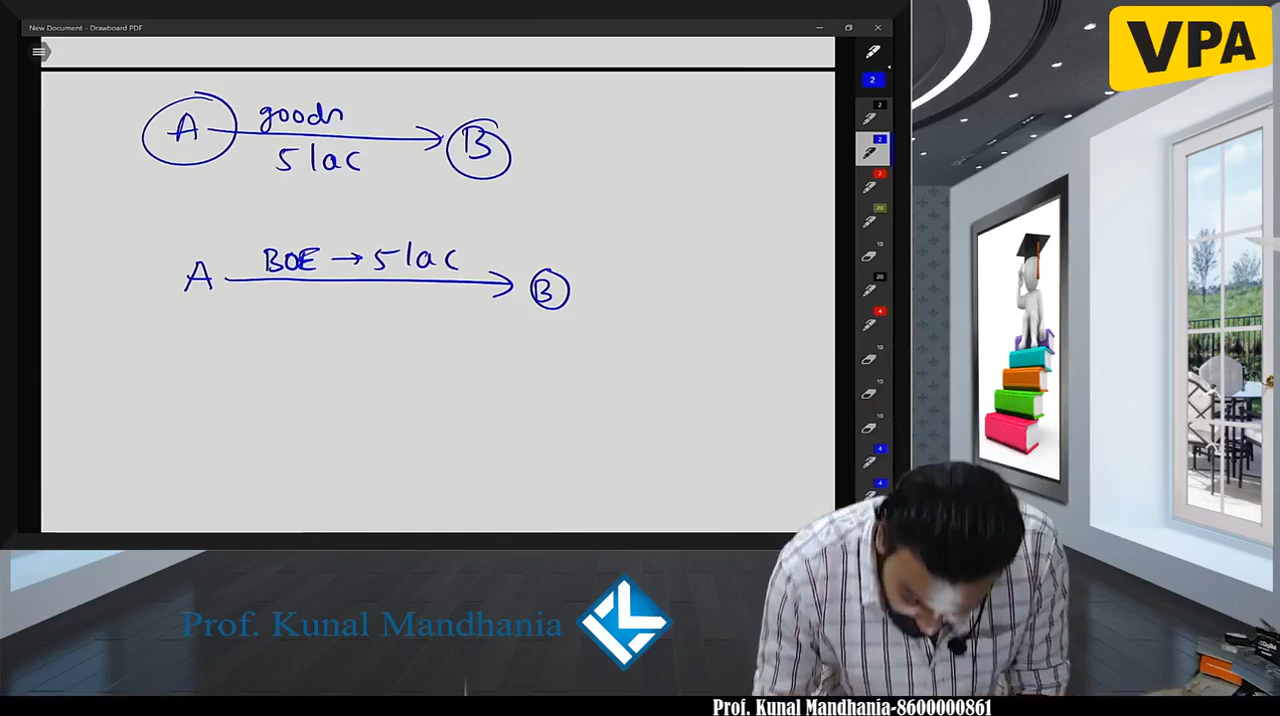 New Document - Drawboard PDF
VPA
A goods B
5 lac
A BOE → 5 lac B
Prof. Kunal Mandhania
Prof. Kunal Mandhania-8600000861